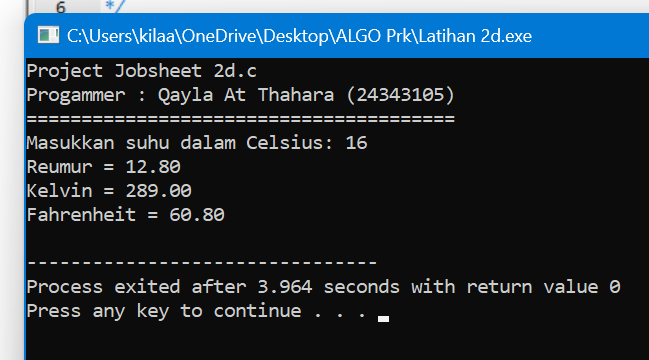 6 */
C:\Users\kilaa\OneDrive\Desktop\ALGO Prk\Latihan 2d.exe
Project Jobsheet 2d.c
Progammer : Qayla At Thahara (24343105)
=======================================
Masukkan suhu dalam Celsius: 16
Reumur = 12.80
Kelvin = 289.00
Fahrenheit = 60.80
--------------------------------
Process exited after 3.964 seconds with return value 0
Press any key to continue . . .